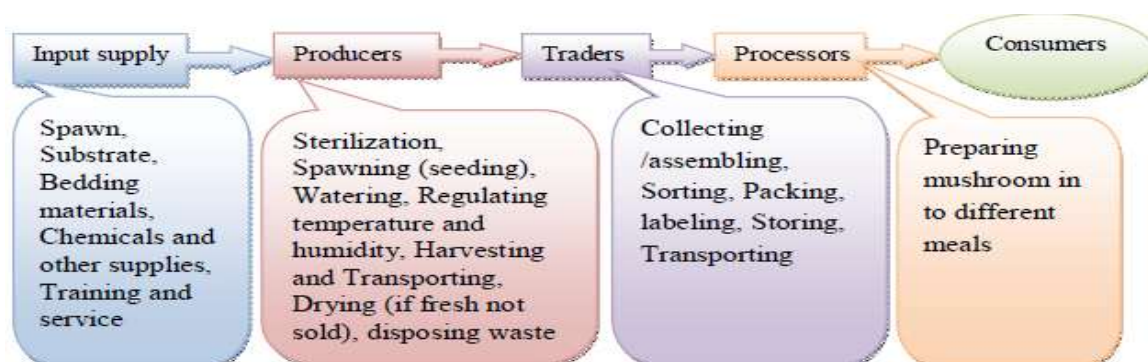 Input supply
Producers
Traders
Processors
Consumers
Spawn,
Substrate,
Bedding
materials,
Chemicals and
other supplies,
Training and
service
Sterilization,
Spawning (seeding),
Watering, Regulating
temperature and
humidity, Harvesting
and Transporting,
Drying (if fresh not
sold), disposing waste
Collecting
/assembling,
Sorting, Packing,
labeling, Storing,
Transporting
Preparing
mushroom in
to different
meals